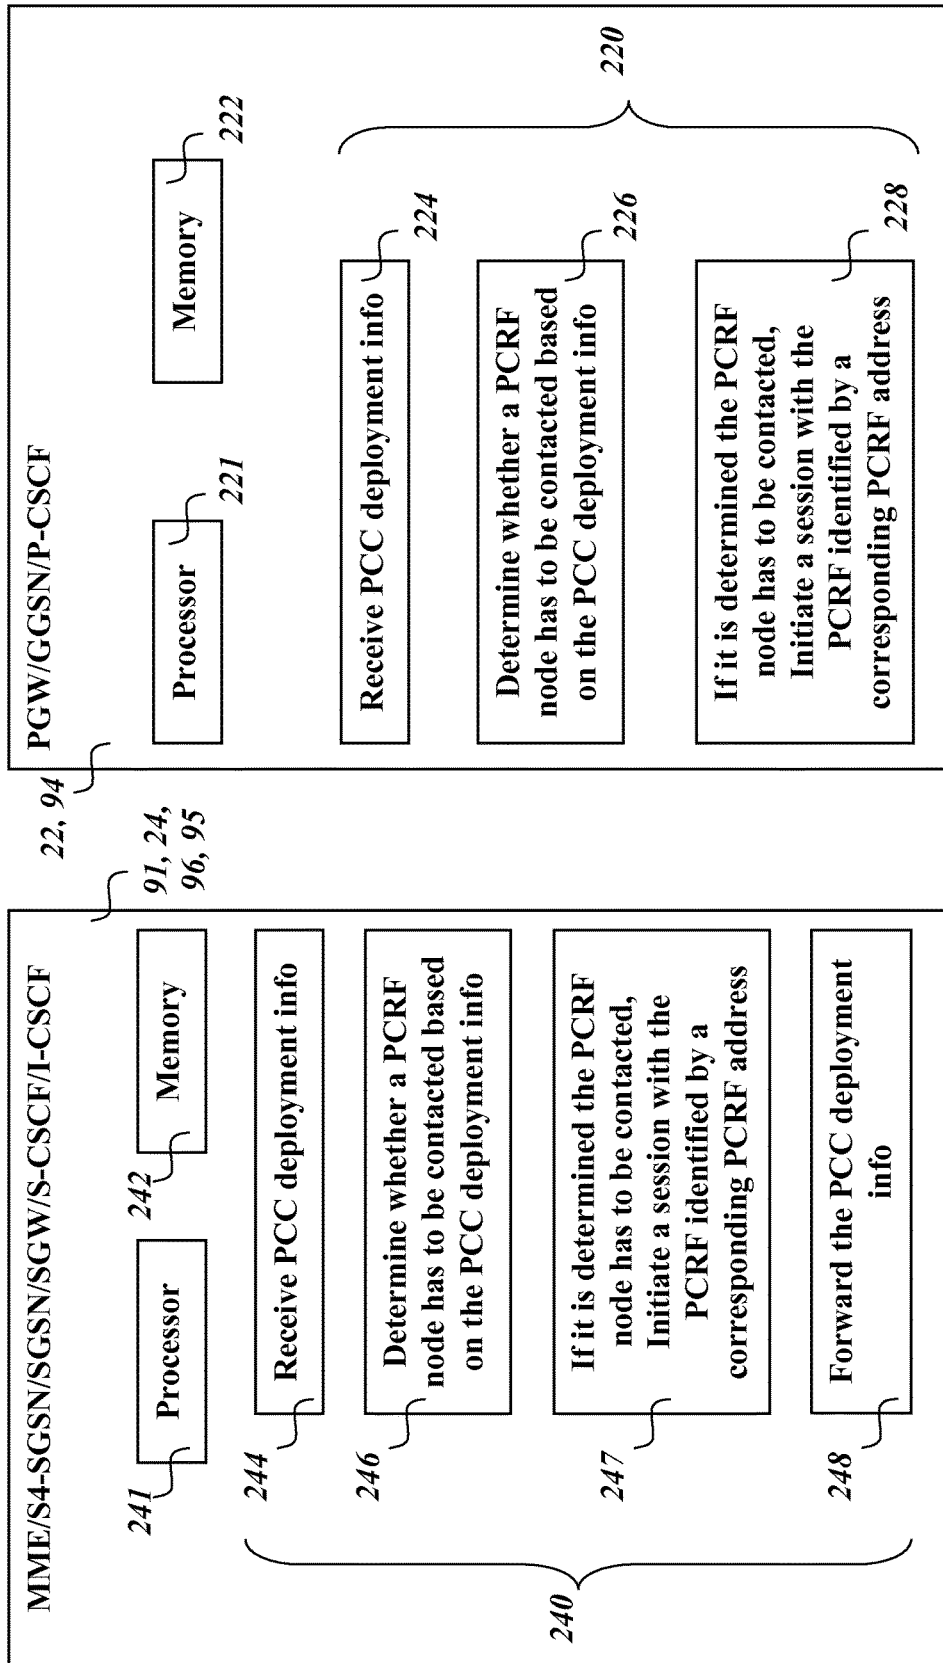 MME/S4-SGSN/SGSN/SGW/S-CSCF/I-CSCF
91, 24,
96, 95
241
Processor
242
Memory
244
Receive PCC deployment info
246
Determine whether a PCRF
node has to be contacted based
on the PCC deployment info
247
If it is determined the PCRF
node has to be contacted,
Initiate a session with the
PCRF identified by a
corresponding PCRF address
248
Forward the PCC deployment
info
240
22, 94
PGW/GGSN/P-CSCF
Processor
221
Memory
222
Receive PCC deployment info
224
Determine whether a PCRF
node has to be contacted based
on the PCC deployment info
226
If it is determined the PCRF
node has to be contacted,
Initiate a session with the
PCRF identified by a
corresponding PCRF address
228
220